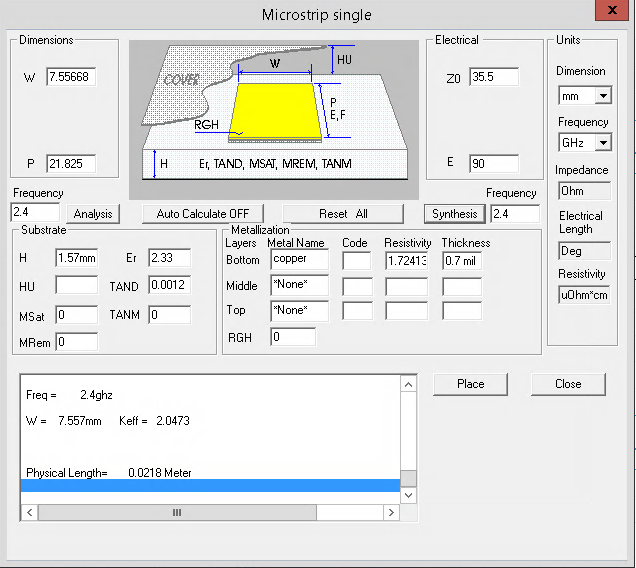 Microstrip single
x
Dimensions
W 7.55668
P 21.825
COVER
HU
W
P
E, F
RGH
H
Er, TAND, MSAT, MREM, TANM
Electrical
Z0 35.5
E 90
Units
Dimension
mm
Frequency
GHz
Impedance
Ohm
Electrical
Length
Deg
Resistivity
uOhm*cm
Frequency
2.4
Analysis
Auto Calculate OFF
Reset All
Synthesis
Frequency
2.4
Substrate
H 1.57mm Er 2.33
HU TAND 0.0012
MSat 0 TANM 0
MRem 0
Metallization
Layers Metal Name Code Resistivity Thickness
Bottom copper 1.72413 0.7 mil
Middle *None*
Top *None*
RGH 0
Freq = 2.4ghz
W = 7.557mm Keff = 2.0473
Physical Length= 0.0218 Meter
Place
Close